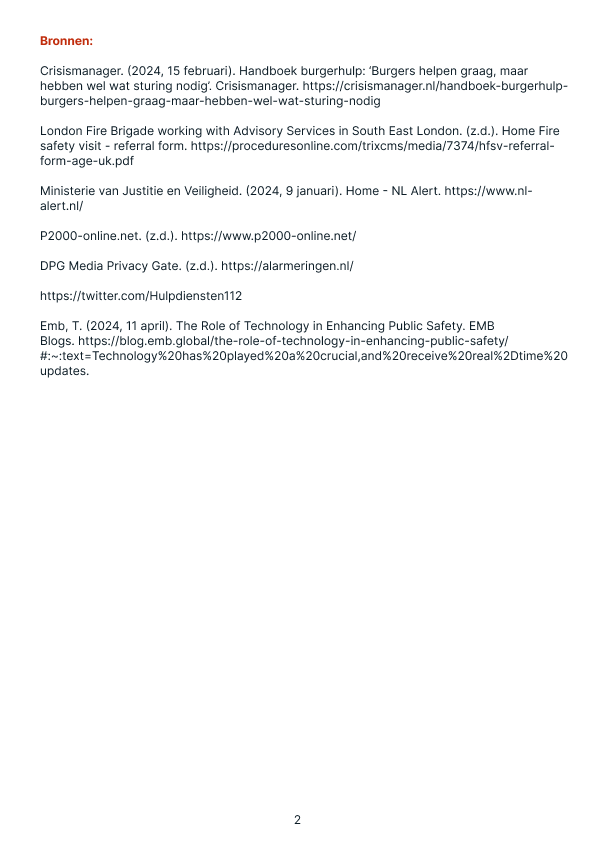 Bronnen:
Crisismanager. (2024, 15 februari). Handboek burgerhulp: ‘Burgers helpen graag, maar
hebben wel wat sturing nodig’. Crisismanager. https://crisismanager.nl/handboek-burgerhulp-
burgers-helpen-graag-maar-hebben-wel-wat-sturing-nodig
London Fire Brigade working with Advisory Services in South East London. (z.d.). Home Fire
safety visit - referral form. https://proceduresonline.com/trixcms/media/7374/hfsv-referral-
form-age-uk.pdf
Ministerie van Justitie en Veiligheid. (2024, 9 januari). Home - NL Alert. https://www.nl-
alert.nl/
P2000-online.net. (z.d.). https://www.p2000-online.net/
DPG Media Privacy Gate. (z.d.). https://alarmeringen.nl/
https://twitter.com/Hulpdiensten112
Emb, T. (2024, 11 april). The Role of Technology in Enhancing Public Safety. EMB
Blogs. https://blog.emb.global/the-role-of-technology-in-enhancing-public-safety/
#:~:text=Technology%20has%20played%20a%20crucial,and%20receive%20real%2Dtime%20
updates.
2